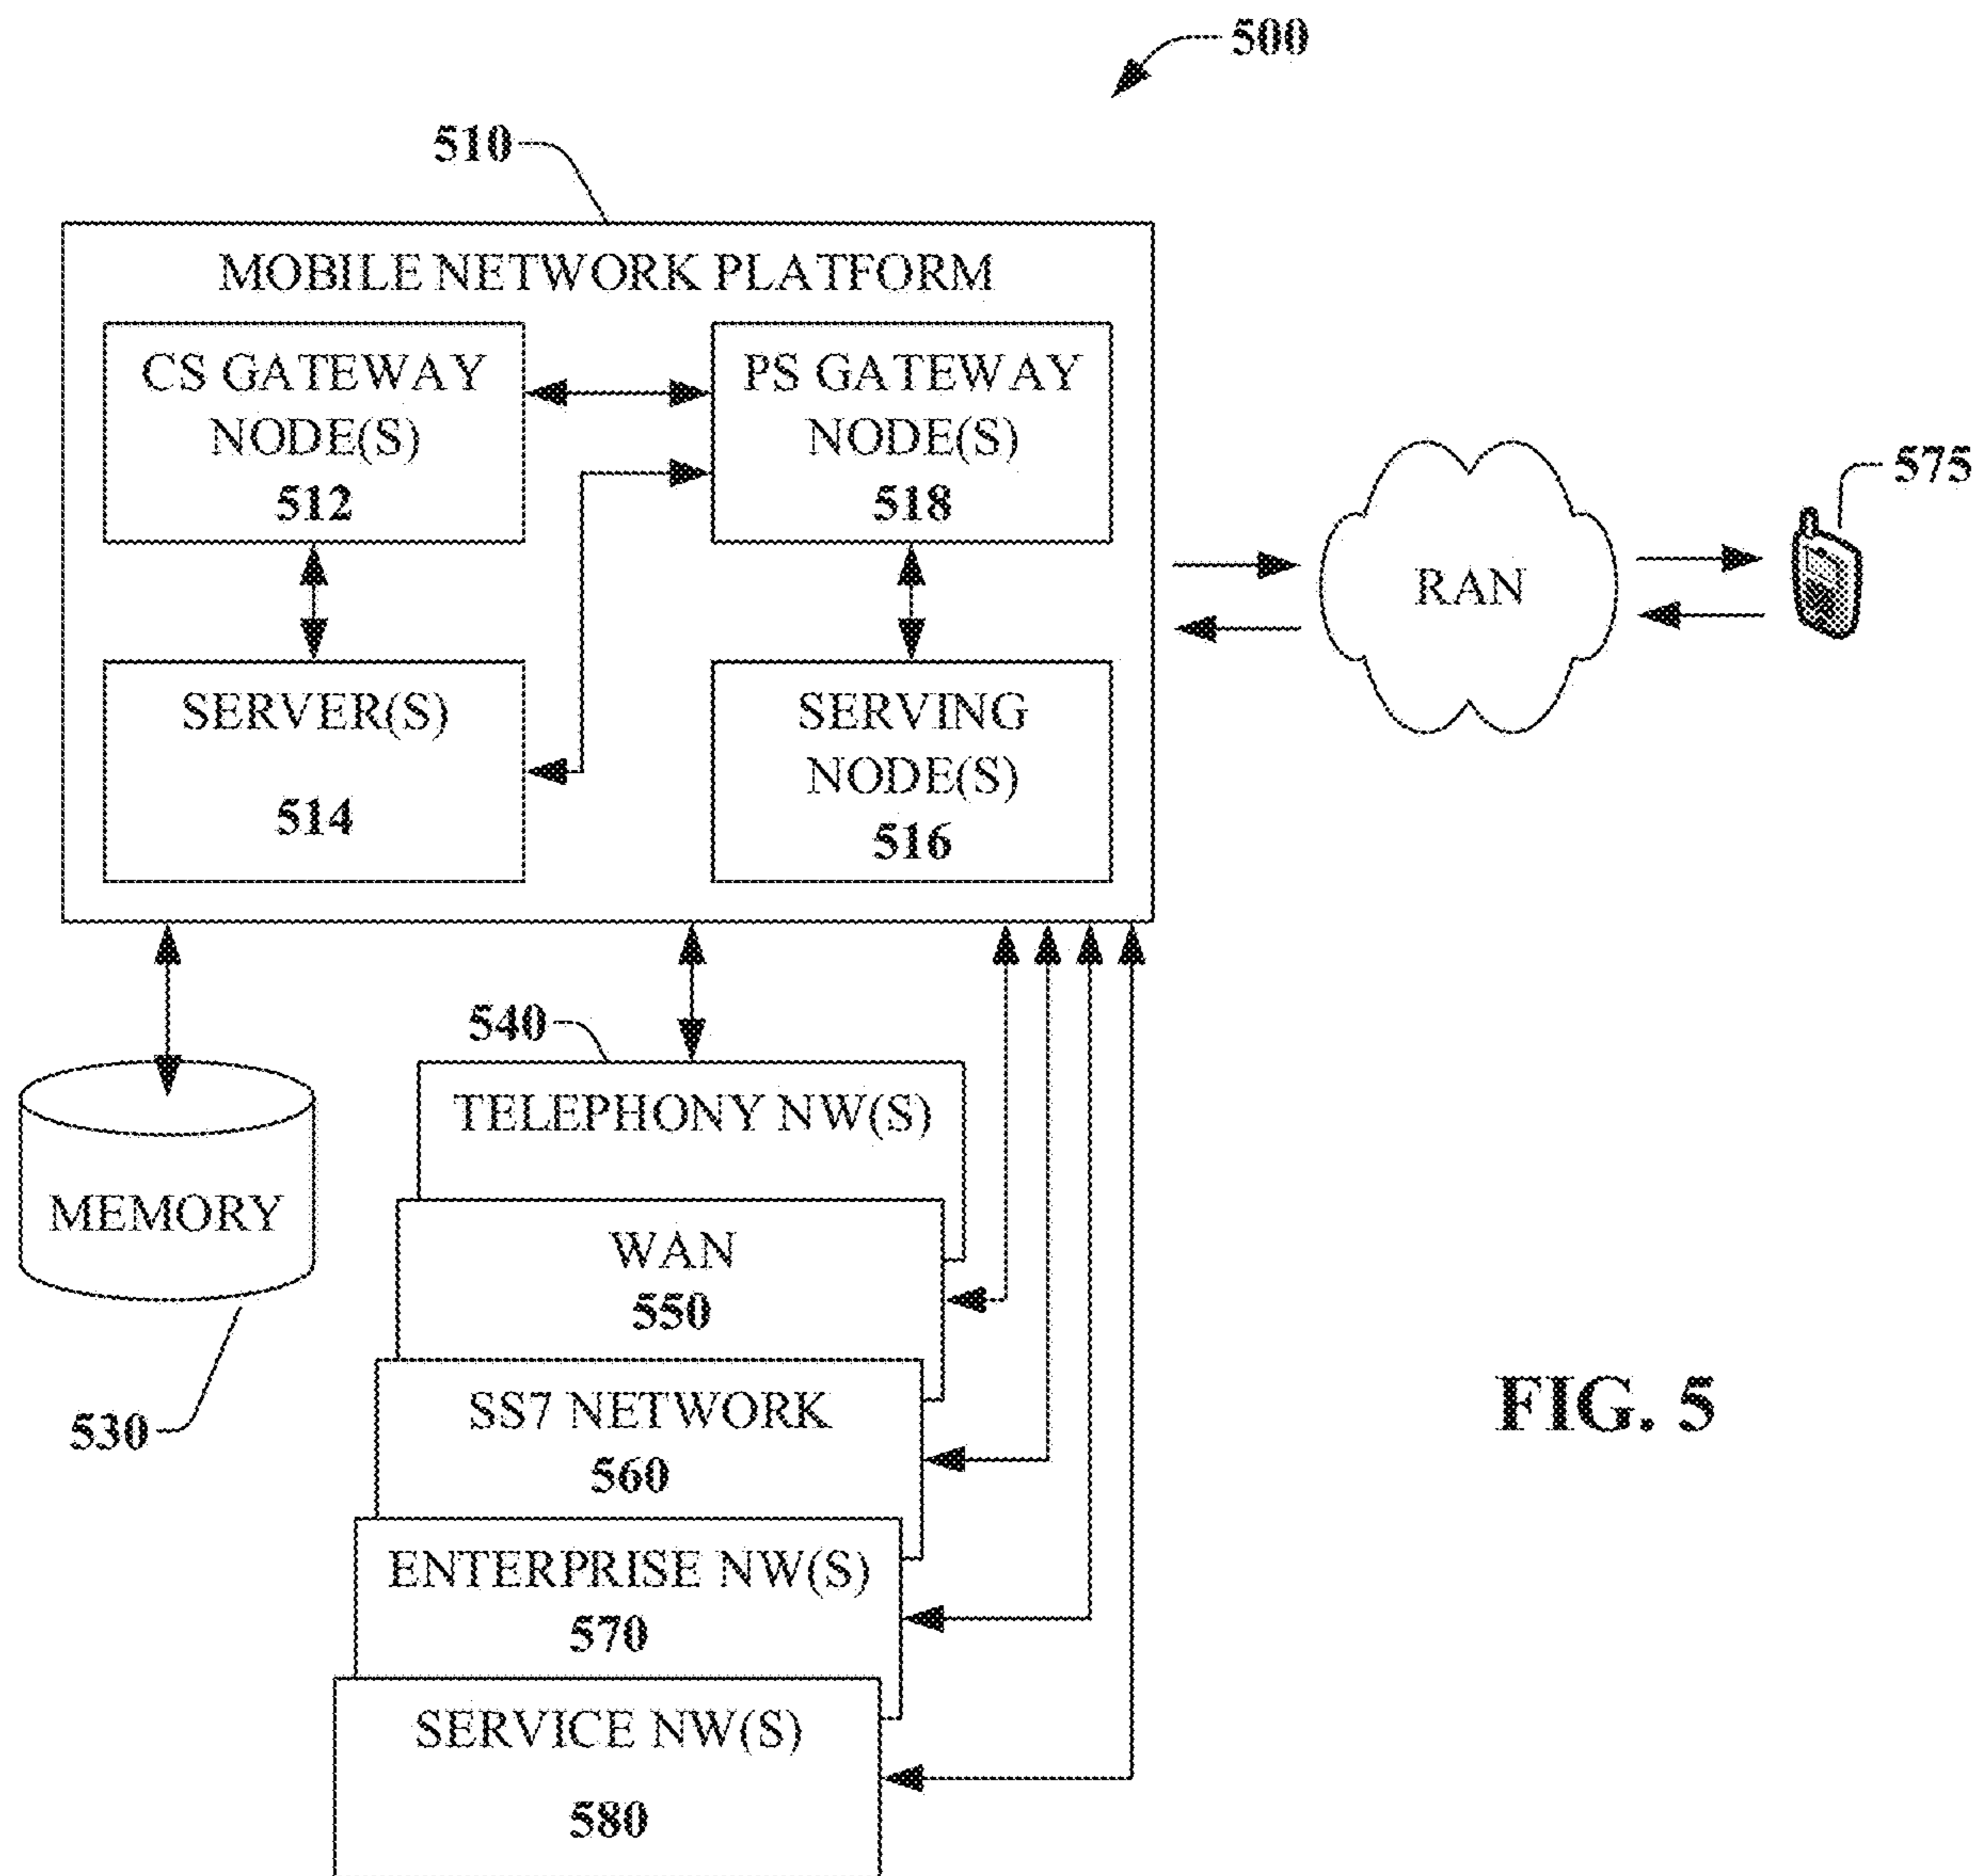 500
510
MOBILE NETWORK PLATFORM
CS GATEWAY
NODE(S)
512
PS GATEWAY
NODE(S)
518
SERVER(S)
514
SERVING
NODE(S)
516
RAN
575
540
TELEPHONY NW(S)
MEMORY
530
WAN
550
SS7 NETWORK
560
ENTERPRISE NW(S)
570
SERVICE NW(S)
580
FIG. 5